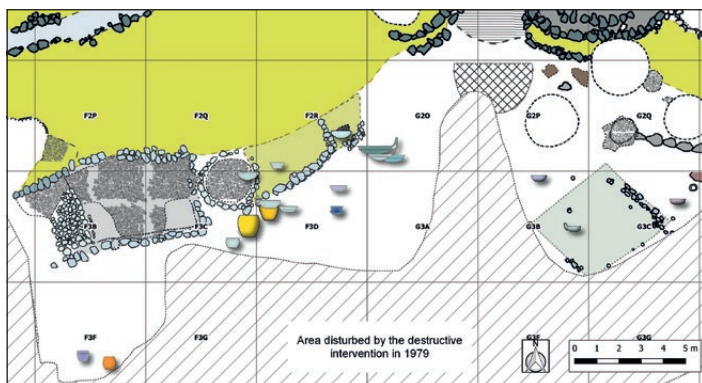 F2P
F2Q
F2R
G2O
G2P
G2Q
F3B
F3C
F3D
G3A
G3B
G3C
F3F
F3G
Area disturbed by the destructive
intervention in 1979
G3F
G3G
N
0 1 2 3 4 5 m